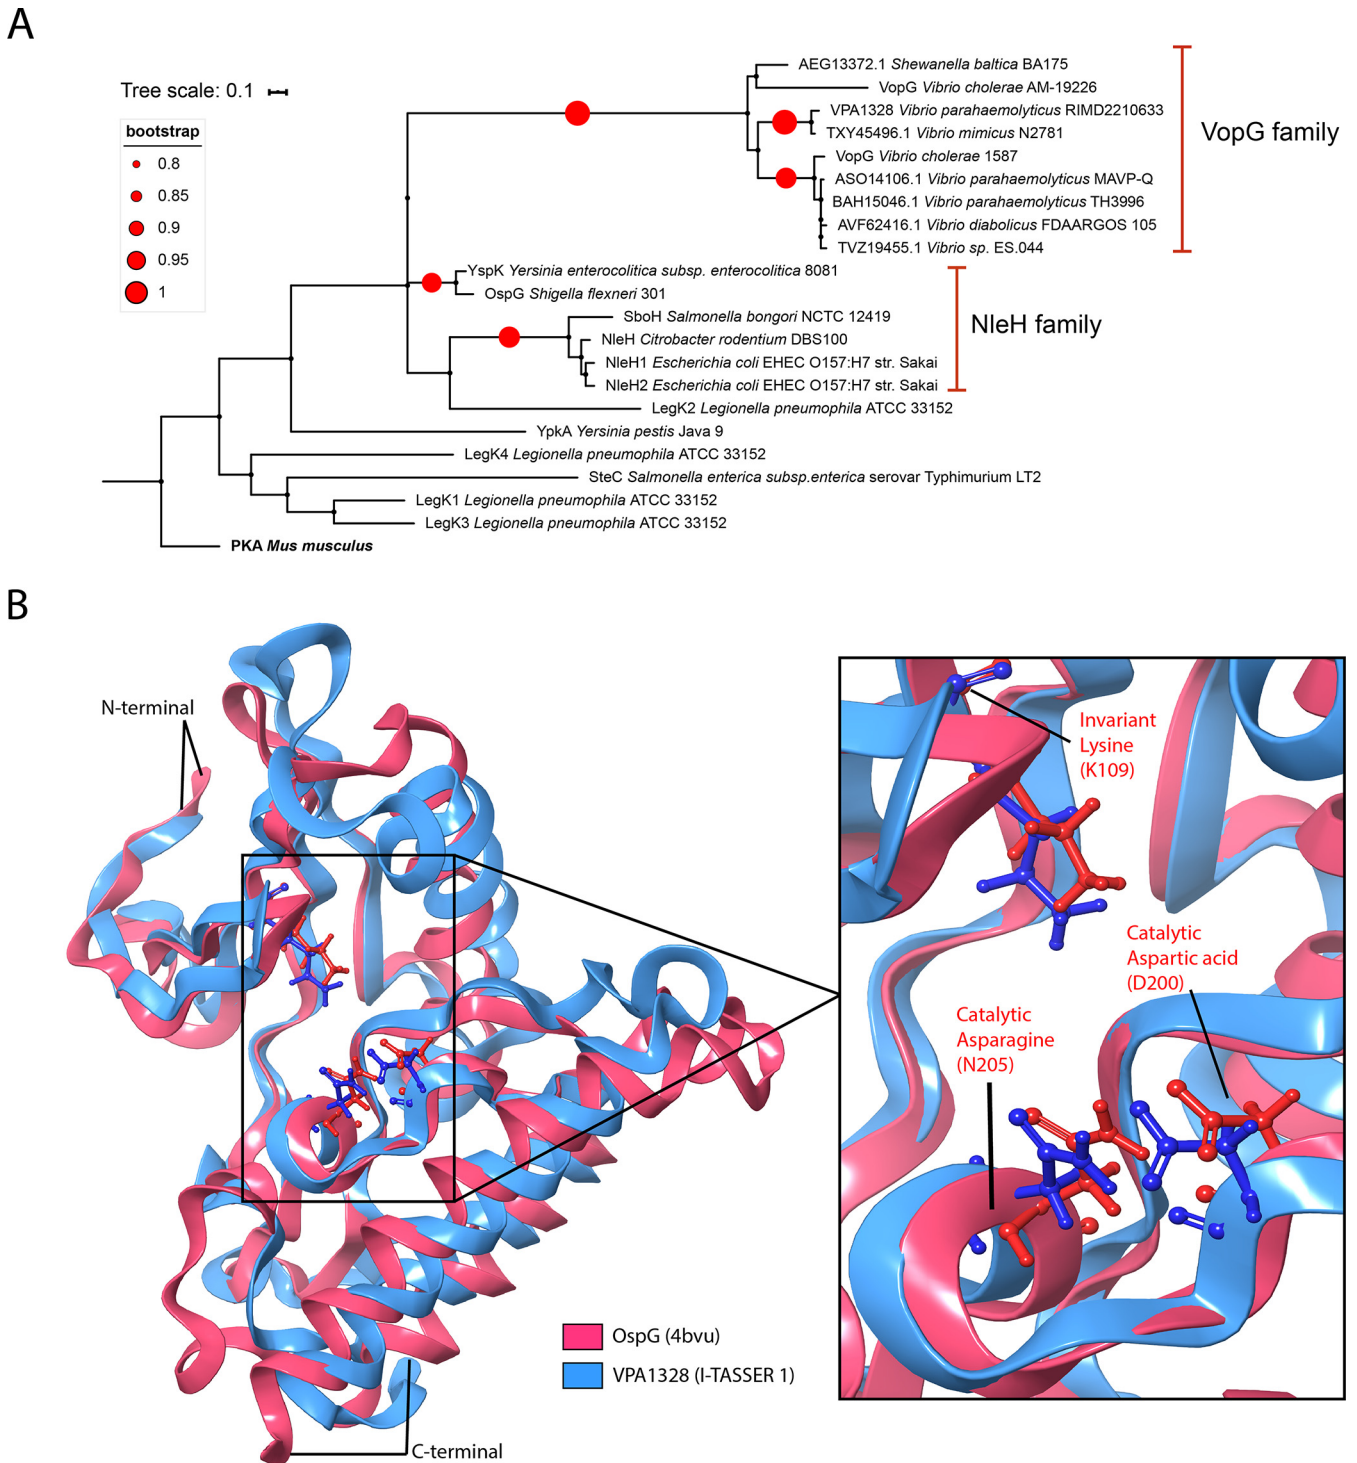 A
Tree scale: 0.1
bootstrap
0.8
0.85
0.9
0.95
1
AEG13372.1 Shewanella baltica BA175
VopG Vibrio cholerae AM-19226
VPA1328 Vibrio parahaemolyticus RIMD2210633
TXY45496.1 Vibrio mimicus N2781
VopG Vibrio cholerae 1587
ASO14106.1 Vibrio parahaemolyticus MAVP-Q
BAH15046.1 Vibrio parahaemolyticus TH3996
AVF62416.1 Vibrio diabolicus FDAARGOS 105
TVZ19455.1 Vibrio sp. ES.044
VopG family
YspK Yersinia enterocolitica subsp. enterocolitica 8081
OspG Shigella flexneri 301
SboH Salmonella bongori NCTC 12419
NleH Citrobacter rodentium DBS100
NleH1 Escherichia coli EHEC O157:H7 str. Sakai
NleH2 Escherichia coli EHEC O157:H7 str. Sakai
NleH family
LegK2 Legionella pneumophila ATCC 33152
YpkA Yersinia pestis Java 9
LegK4 Legionella pneumophila ATCC 33152
SteC Salmonella enterica subsp.enterica serovar Typhimurium LT2
LegK1 Legionella pneumophila ATCC 33152
LegK3 Legionella pneumophila ATCC 33152
PKA Mus musculus
B
N-terminal
C-terminal
OspG (4bvu)
VPA1328 (I-TASSER 1)
Invariant
Lysine
(K109)
Catalytic
Aspartic acid
(D200)
Catalytic
Asparagine
(N205)